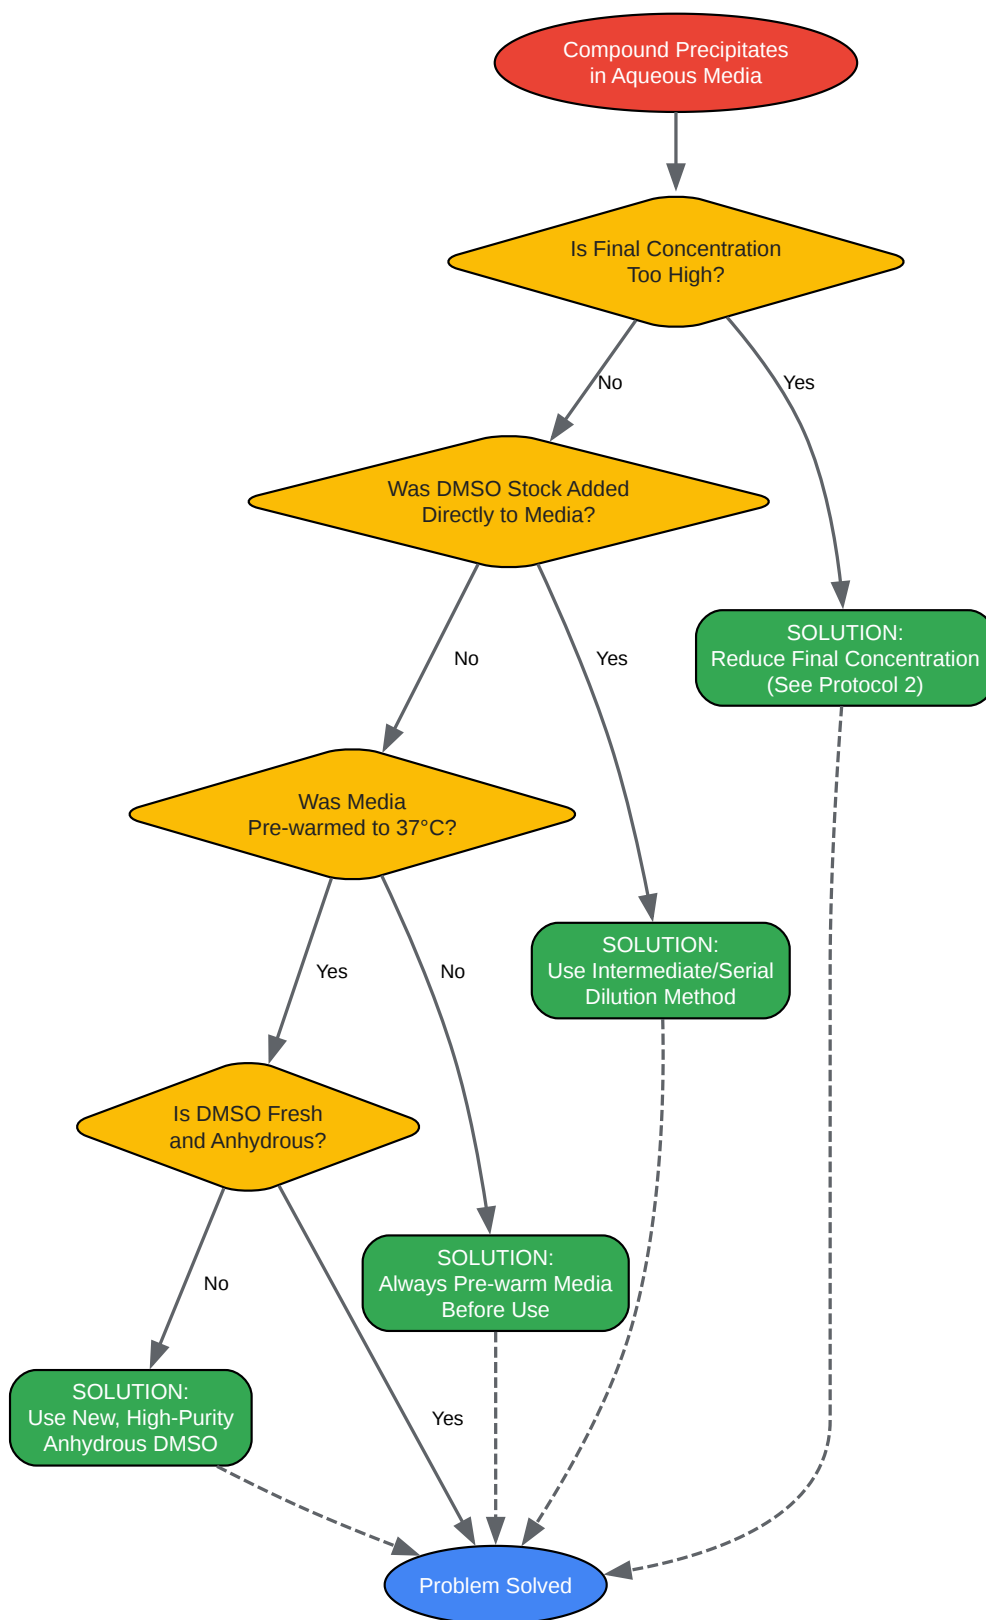 Compound Precipitates
in Aqueous Media
Is Final Concentration
Too High?
No
Yes
Was DMSO Stock Added
Directly to Media?
No
Yes
SOLUTION:
Reduce Final Concentration
(See Protocol 2)
Was Media
Pre-warmed to 37°C?
Yes
No
SOLUTION:
Use Intermediate/Serial
Dilution Method
Is DMSO Fresh
and Anhydrous?
No
Yes
SOLUTION:
Always Pre-warm Media
Before Use
SOLUTION:
Use New, High-Purity
Anhydrous DMSO
Problem Solved